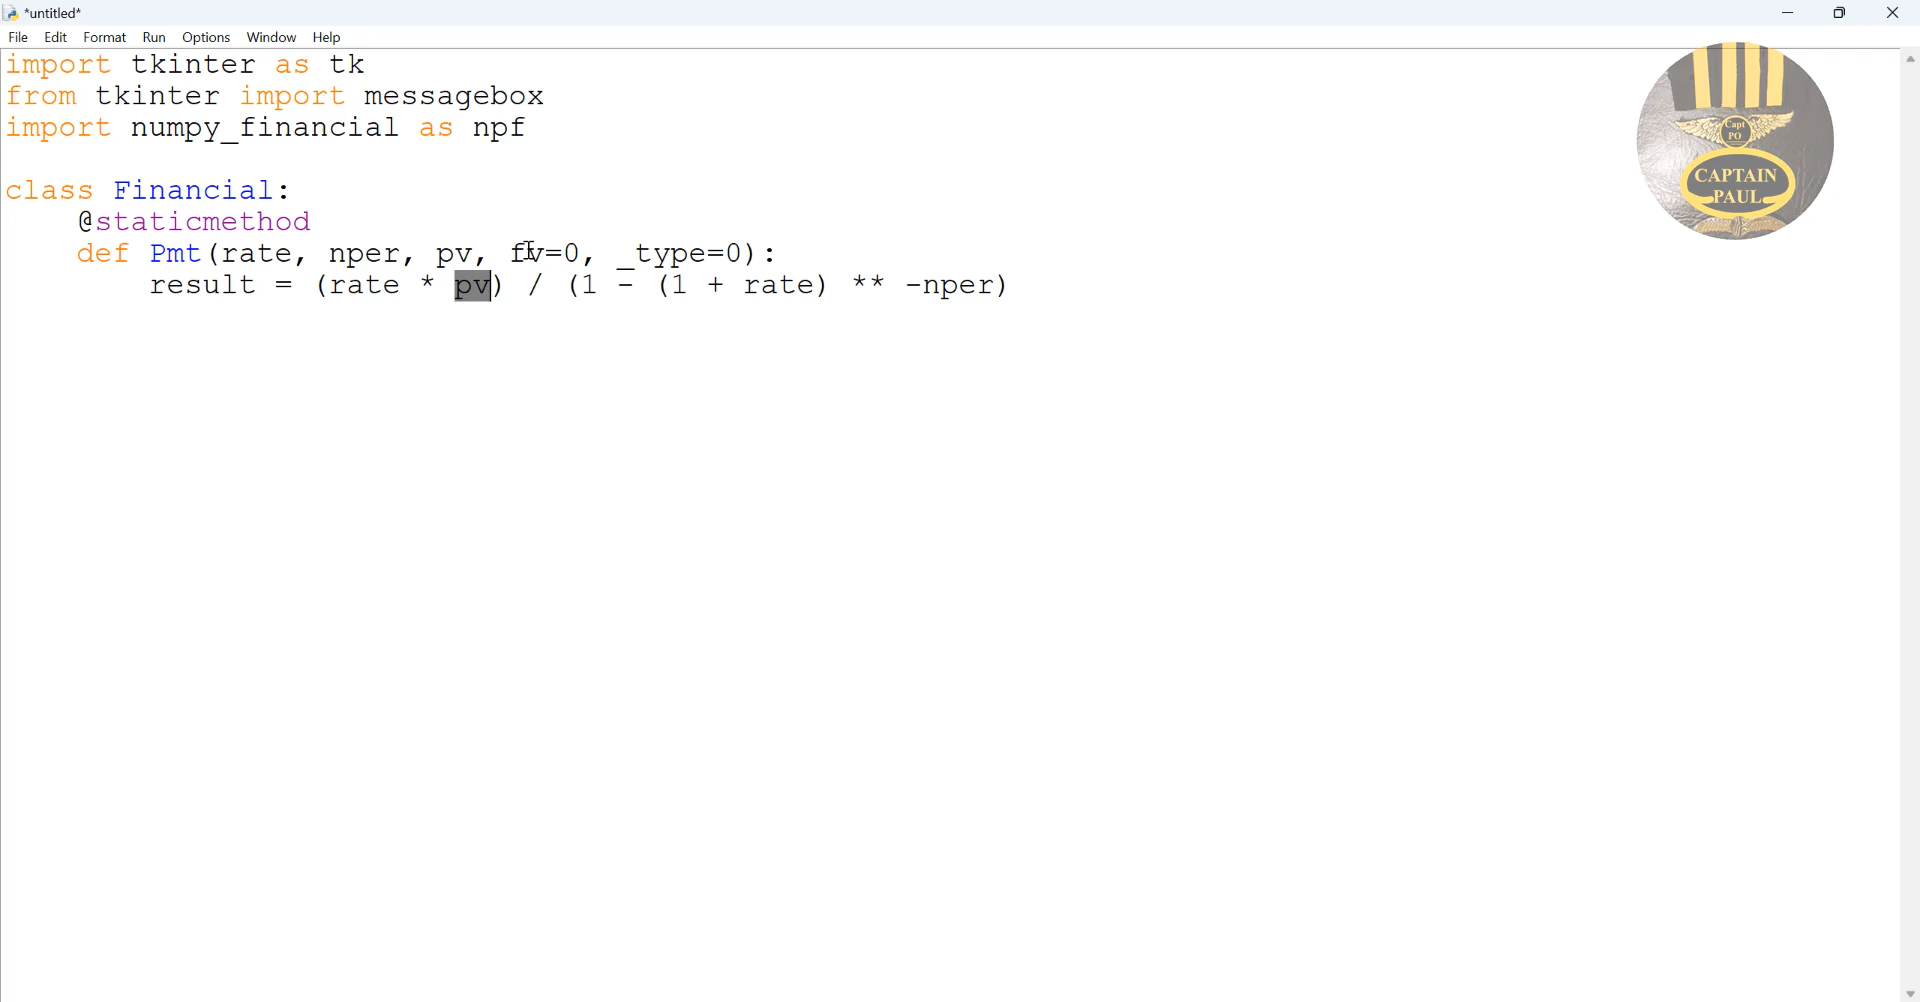 *untitled*
File Edit Format Run Options Window Help
import tkinter as tk
from tkinter import messagebox
import numpy_financial as npf
class Financial:
@staticmethod
def Pmt(rate, nper, pv, fv=0, _type=0):
result = (rate * pv) / (1 - (1 + rate) ** -nper)
Capt
PO
CAPTAIN
PAUL